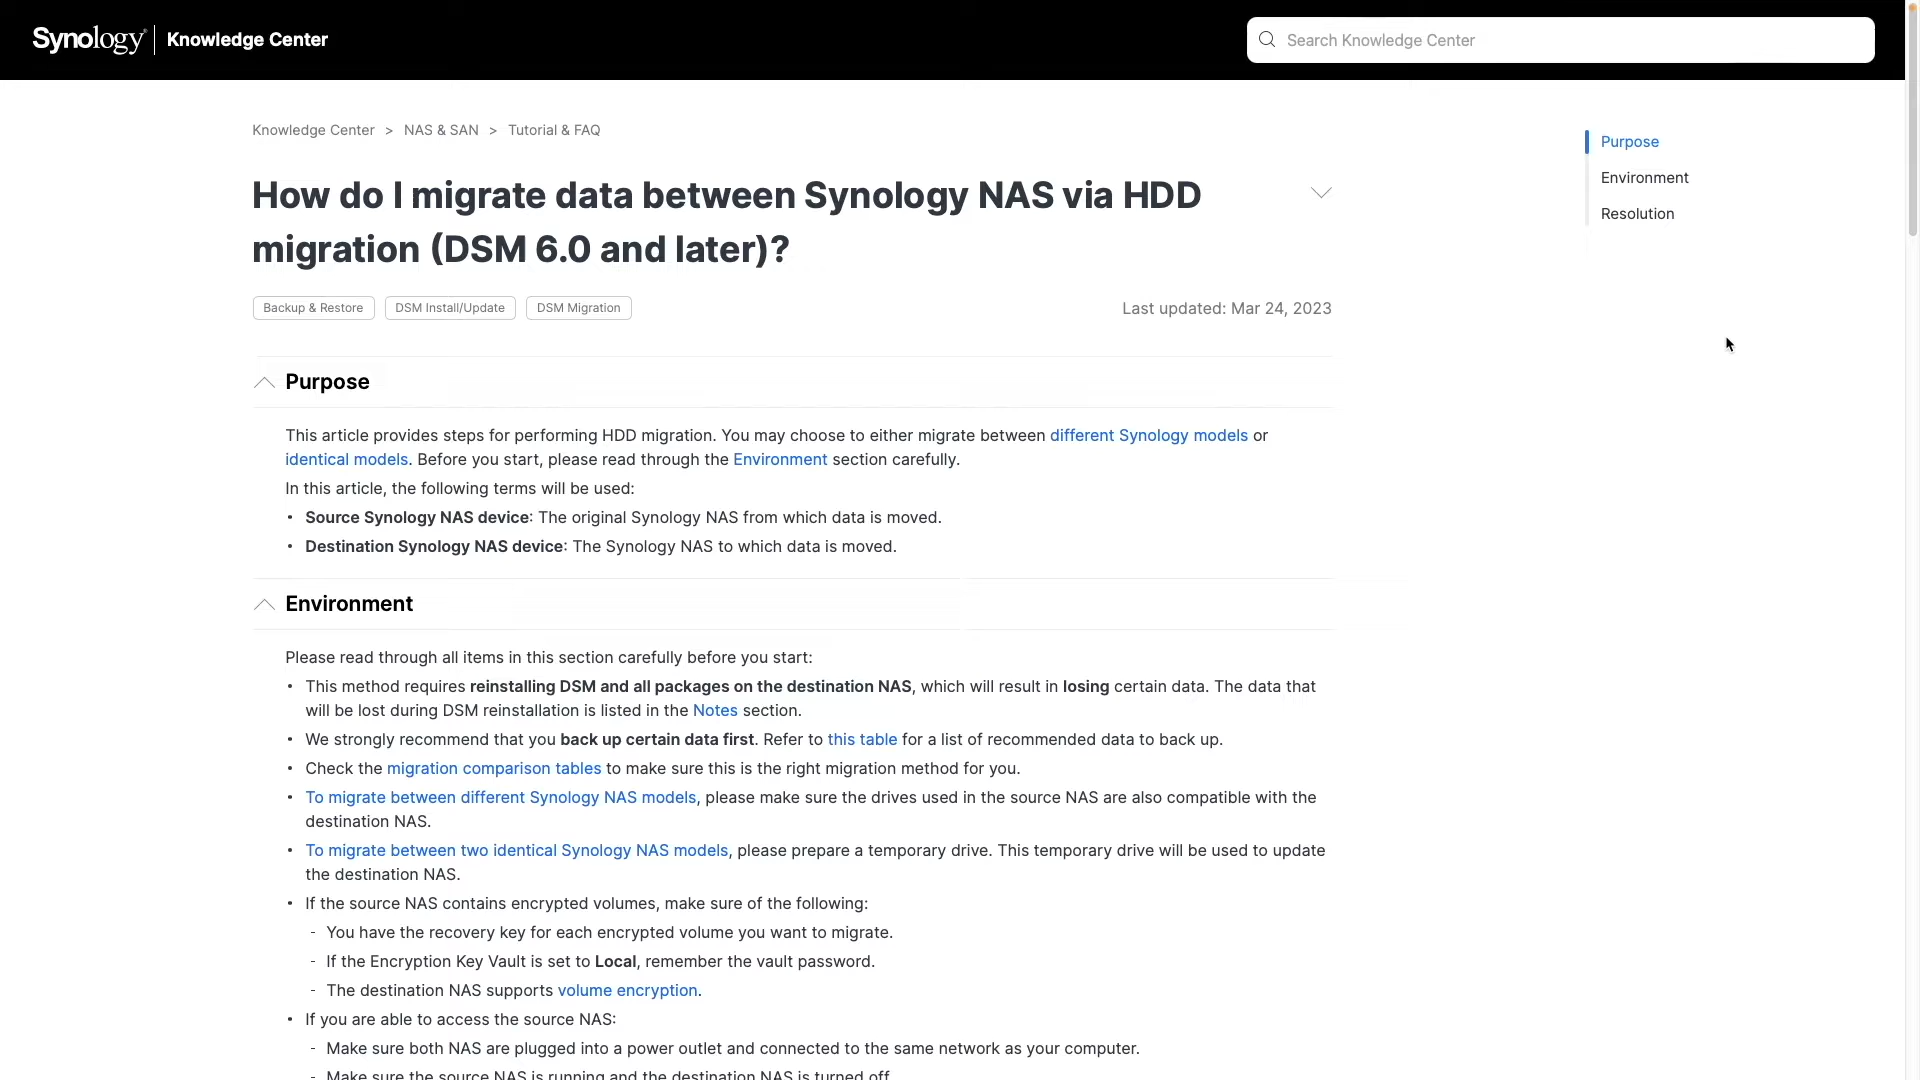 Synology Knowledge Center
Search Knowledge Center
Knowledge Center > NAS & SAN > Tutorial & FAQ
How do I migrate data between Synology NAS via HDD
migration (DSM 6.0 and later)?
Backup & Restore DSM Install/Update DSM Migration
Last updated: Mar 24, 2023
Purpose
Environment
Resolution
Purpose
This article provides steps for performing HDD migration. You may choose to either migrate between different Synology models or
identical models. Before you start, please read through the Environment section carefully.
In this article, the following terms will be used:
• Source Synology NAS device: The original Synology NAS from which data is moved.
• Destination Synology NAS device: The Synology NAS to which data is moved.
Environment
Please read through all items in this section carefully before you start:
• This method requires reinstalling DSM and all packages on the destination NAS, which will result in losing certain data. The data that
will be lost during DSM reinstallation is listed in the Notes section.
• We strongly recommend that you back up certain data first. Refer to this table for a list of recommended data to back up.
• Check the migration comparison tables to make sure this is the right migration method for you.
• To migrate between different Synology NAS models, please make sure the drives used in the source NAS are also compatible with the
destination NAS.
• To migrate between two identical Synology NAS models, please prepare a temporary drive. This temporary drive will be used to update
the destination NAS.
• If the source NAS contains encrypted volumes, make sure of the following:
- You have the recovery key for each encrypted volume you want to migrate.
- If the Encryption Key Vault is set to Local, remember the vault password.
- The destination NAS supports volume encryption.
• If you are able to access the source NAS:
- Make sure both NAS are plugged into a power outlet and connected to the same network as your computer.
- Make sure the source NAS is running and the destination NAS is turned off